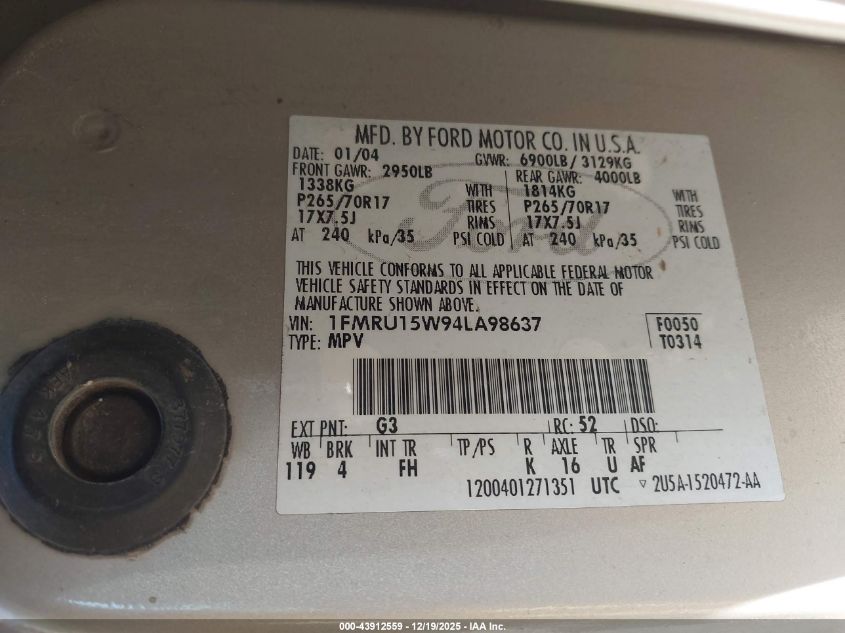 MFD. BY FORD MOTOR CO. IN U.S.A.
DATE: 01/04 GVWR: 6900LB/ 3129KG
FRONT GAWR: 2950LB REAR GAWR: 4000LB
1338KG WITH 1814KG WITH
P265/70R17 TIRES P265/70R17 TIRES
17X7.5J RIMS 17X7.5J RIMS
AT 240 kPa/35 PSI COLD AT 240 kPa/35 PSI COLD
Ford
THIS VEHICLE CONFORMS TO ALL APPLICABLE FEDERAL MOTOR
VEHICLE SAFETY STANDARDS IN EFFECT ON THE DATE OF
MANUFACTURE SHOWN ABOVE.
VIN: 1FMRU15W94LA98637 F0050
TYPE: MPV T0314
EXT PNT: G3 RC: 52 DSO:
WB BRK INT TR TP/PS R AXLE TR SPR
119 4 FH K 16 U AF
1200401271351 UTC ▽ 2U5A-1520472-AA
000-43912559 - 12/19/2025 - IAA Inc.